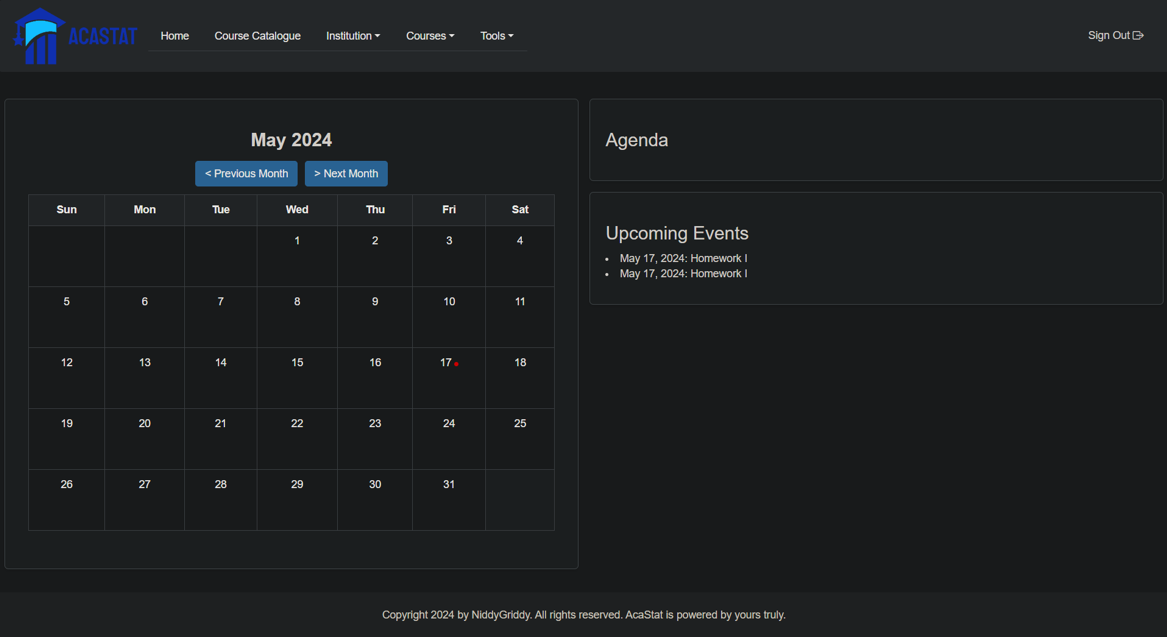 ACASTAT
Home Course Catalogue Institution Courses Tools
Sign Out
May 2024
< Previous Month > Next Month
Sun Mon Tue Wed Thu Fri Sat
1 2 3 4
5 6 7 8 9 10 11
12 13 14 15 16 17 18
19 20 21 22 23 24 25
26 27 28 29 30 31
Agenda
Upcoming Events
May 17, 2024: Homework I
May 17, 2024: Homework I
Copyright 2024 by NiddyGriddy. All rights reserved. AcaStat is powered by yours truly.